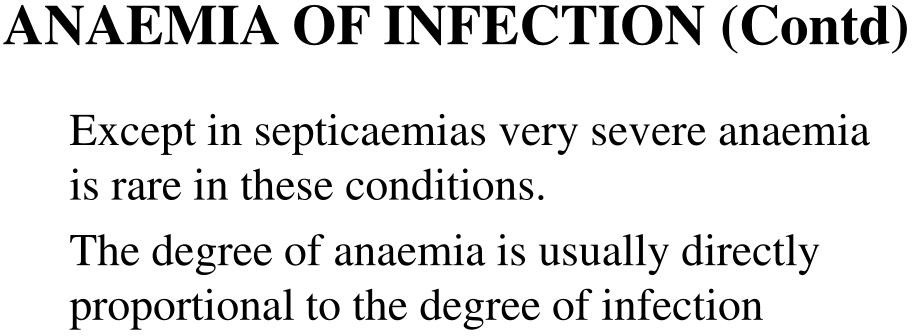 ANAEMIA OF INFECTION (Contd)
Except in septicaemias very severe anaemia
is rare in these conditions.
The degree of anaemia is usually directly
proportional to the degree of infection